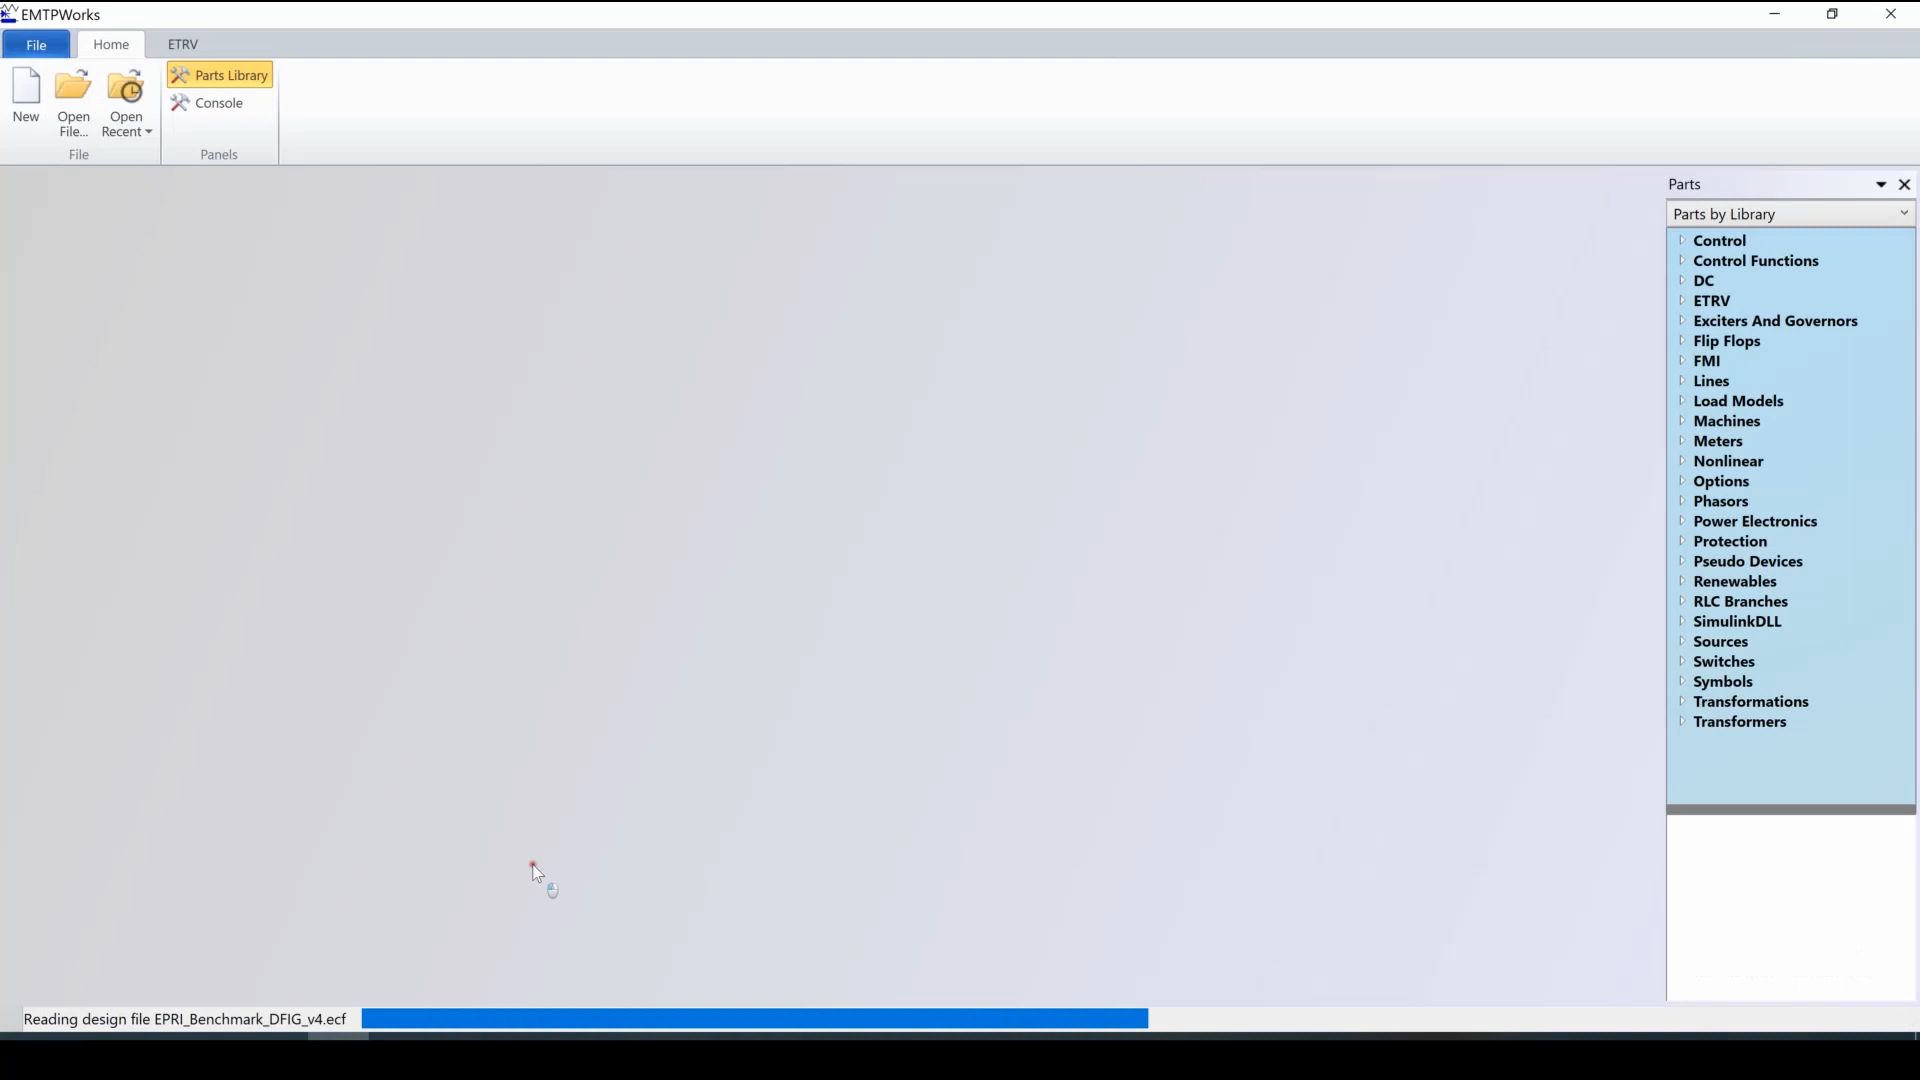 EMTPWorks
File
Home
ETRV
Parts Library
Console
New
Open
File...
Open
Recent
File
Panels
Parts
Parts by Library
Control
Control Functions
DC
ETRV
Exciters And Governors
Flip Flops
FMI
Lines
Load Models
Machines
Meters
Nonlinear
Options
Phasors
Power Electronics
Protection
Pseudo Devices
Renewables
RLC Branches
SimulinkDLL
Sources
Switches
Symbols
Transformations
Transformers
Reading design file EPRI_Benchmark_DFIG_v4.ecf